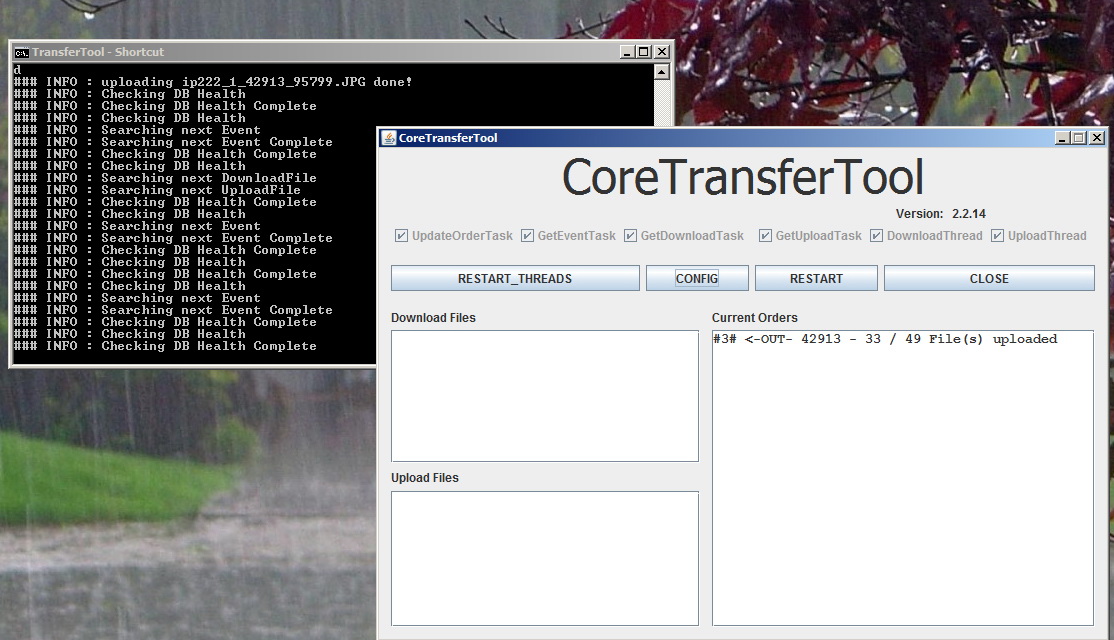 TransferTool - Shortcut
d
### INFO : uploading ip222_1_42913_95799.JPG done!
### INFO : Checking DB Health
### INFO : Checking DB Health Complete
### INFO : Checking DB Health
### INFO : Searching next Event
### INFO : Searching next Event Complete
### INFO : Checking DB Health Complete
### INFO : Checking DB Health
### INFO : Searching next DownloadFile
### INFO : Searching next UploadFile
### INFO : Checking DB Health Complete
### INFO : Checking DB Health
### INFO : Searching next Event
### INFO : Searching next Event Complete
### INFO : Checking DB Health Complete
### INFO : Checking DB Health
### INFO : Checking DB Health Complete
### INFO : Checking DB Health
### INFO : Searching next Event
### INFO : Searching next Event Complete
### INFO : Checking DB Health Complete
### INFO : Checking DB Health
### INFO : Checking DB Health Complete
CoreTransferTool
CoreTransferTool
Version: 2.2.14
UpdateOrderTask GetEventTask GetDownloadTask GetUploadTask DownloadThread UploadThread
RESTART_THREADS CONFIG RESTART CLOSE
Download Files
Current Orders
#3# <-OUT- 42913 - 33 / 49 File(s) uploaded
Upload Files